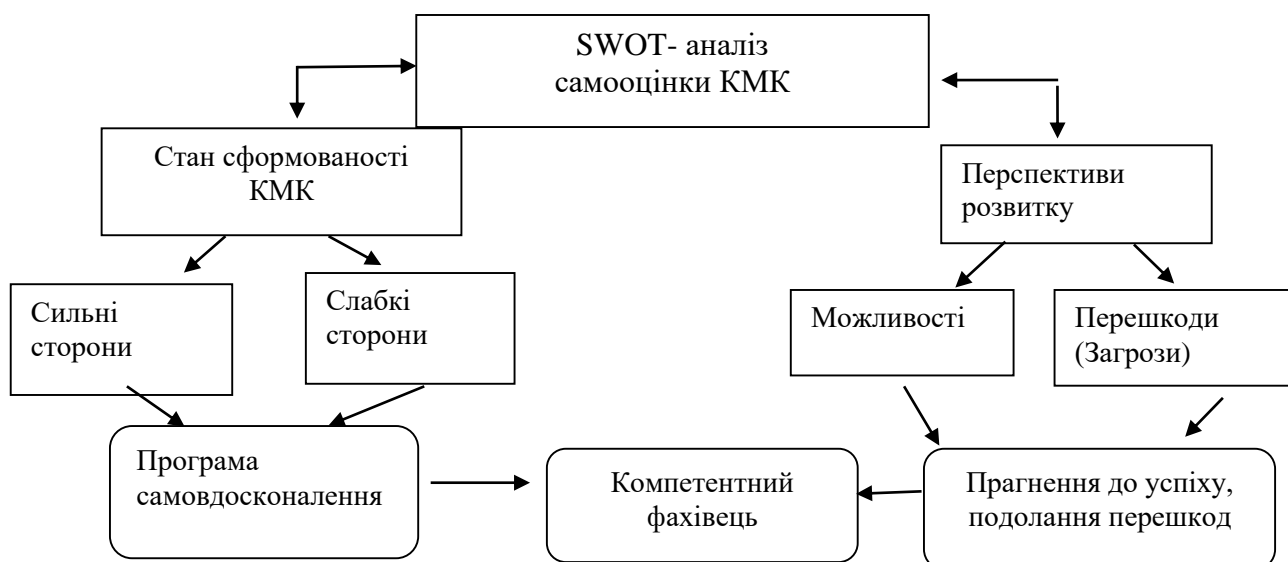 SWOT- аналіз
самооцінки КМК
Стан сформованості
КМК
Перспективи
розвитку
Сильні
сторони
Слабкі
сторони
Можливості
Перешкоди
(Загрози)
Програма
самовдосконалення
Компетентний
фахівець
Прагнення до успіху,
подолання перешкод